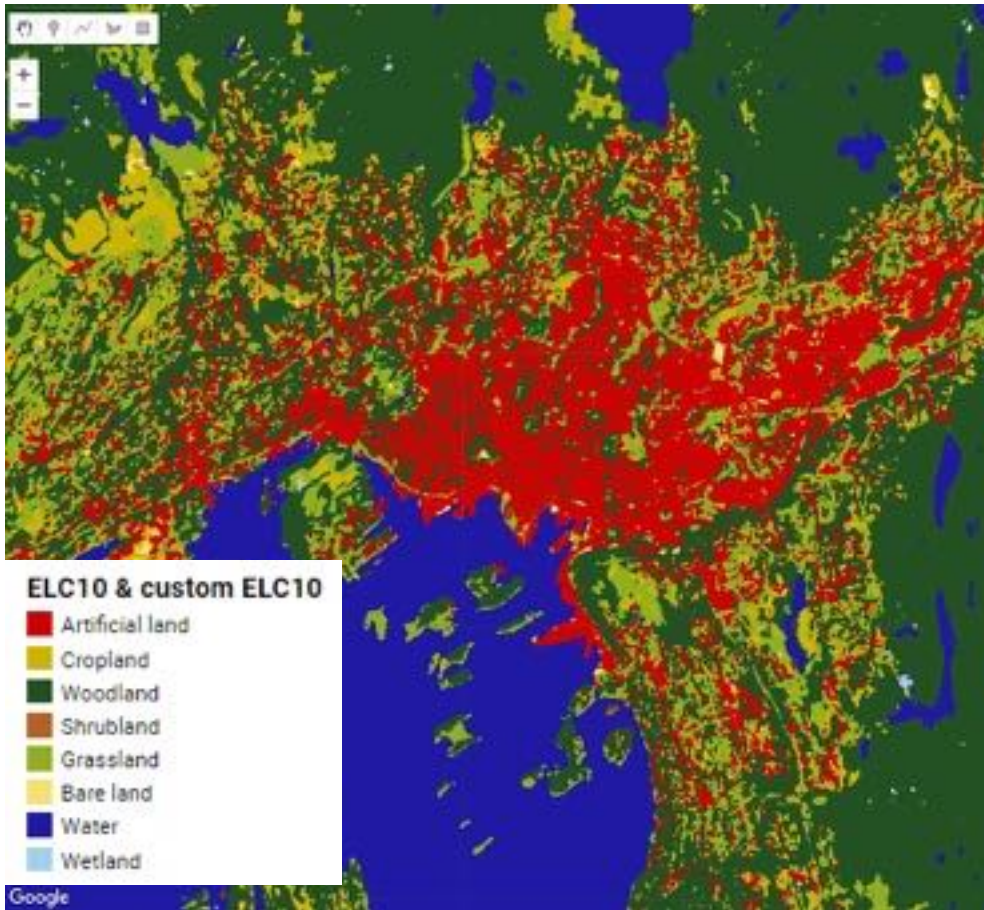 +
−
ELC10 & custom ELC10
Artificial land
Cropland
Woodland
Shrubland
Grassland
Bare land
Water
Wetland
Google